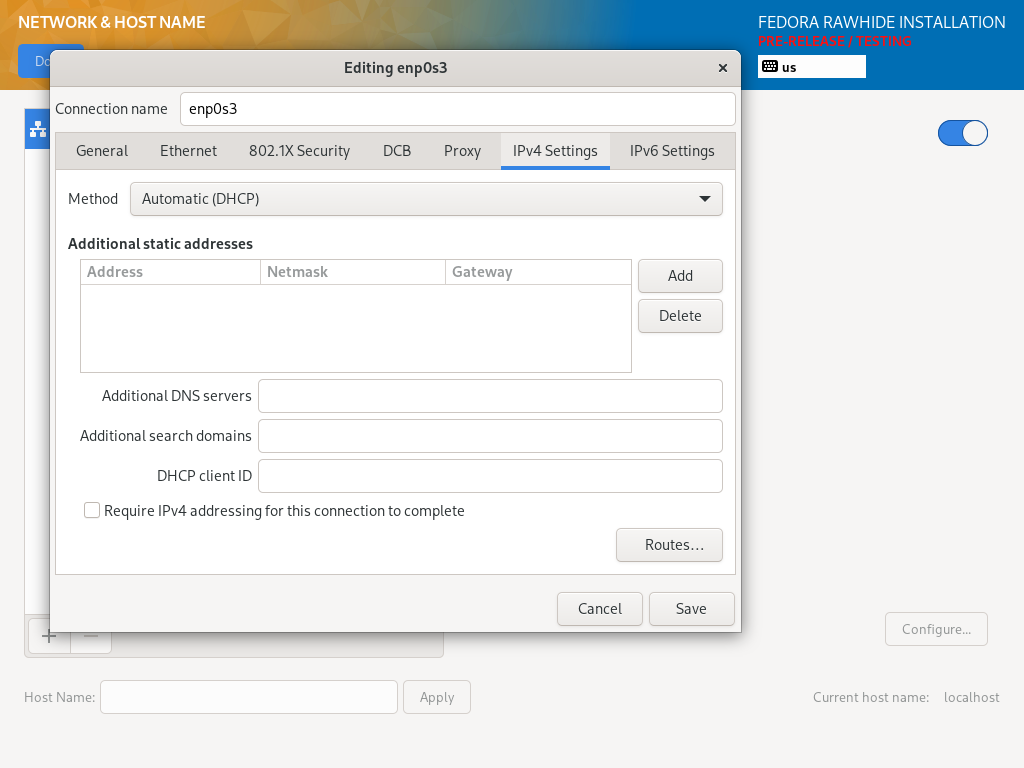 NETWORK & HOST NAME
FEDORA RAWHIDE INSTALLATION
PRE-RELEASE / TESTING
us
Editing enp0s3
Connection name enp0s3
General Ethernet 802.1X Security DCB Proxy IPv4 Settings IPv6 Settings
Method Automatic (DHCP)
Additional static addresses
Address Netmask Gateway
Add
Delete
Additional DNS servers
Additional search domains
DHCP client ID
Require IPv4 addressing for this connection to complete
Routes…
Cancel Save
Configure...
Host Name: Apply Current host name: localhost